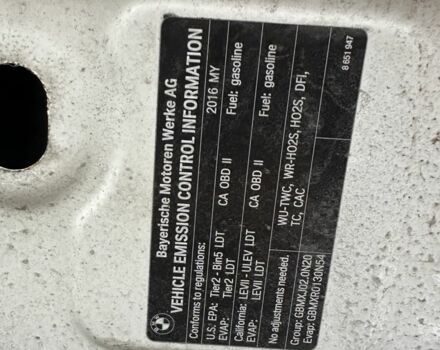 Bayerische Motoren Werke AG
VEHICLE EMISSION CONTROL INFORMATION
Conforms to regulations: 2016 MY
U.S. EPA: Tier2 - Bin5 LDT CA OBD II Fuel: gasoline
EVAP: Tier2 LDT
California: LEVII - ULEV LDT CA OBD II Fuel: gasoline
EVAP: LEVII LDT
No adjustments needed.
WU-TWC, WR-HO2S, HO2S, DFI,
Group: GBMXJ02.0N20 TC, CAC
Evap: GBMXR0130N54
8 651 947